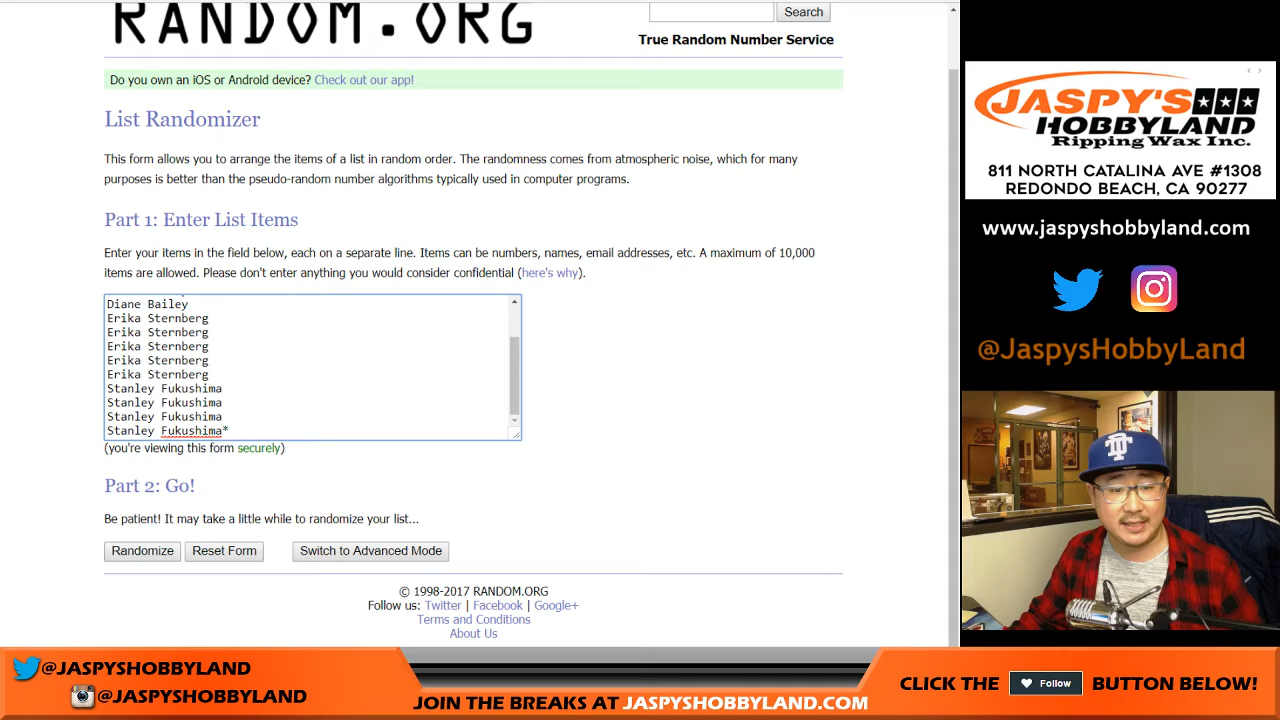 RANDOM.ORG
Search
True Random Number Service
Do you own an iOS or Android device? Check out our app!
List Randomizer
This form allows you to arrange the items of a list in random order. The randomness comes from atmospheric noise, which for many
purposes is better than the pseudo-random number algorithms typically used in computer programs.
Part 1: Enter List Items
Enter your items in the field below, each on a separate line. Items can be numbers, names, email addresses, etc. A maximum of 10,000
items are allowed. Please don't enter anything you would consider confidential (here's why).
Diane Bailey
Erika Sternberg
Erika Sternberg
Erika Sternberg
Erika Sternberg
Erika Sternberg
Stanley Fukushima
Stanley Fukushima
Stanley Fukushima
Stanley Fukushima*
(you're viewing this form securely)
Part 2: Go!
Be patient! It may take a little while to randomize your list...
Randomize Reset Form Switch to Advanced Mode
© 1998-2017 RANDOM.ORG
Follow us: Twitter | Facebook | Google+
Terms and Conditions
About Us
JASPY'S
HOBBYLAND
Ripping Wax Inc.
811 NORTH CATALINA AVE #1308
REDONDO BEACH, CA 90277
www.jaspyshobbyland.com
@JaspysHobbyLand
@JASPYSHOBBYLAND
@JASPYSHOBBYLAND
JOIN THE BREAKS AT JASPYSHOBBYLAND.COM
CLICK THE Follow BUTTON BELOW!